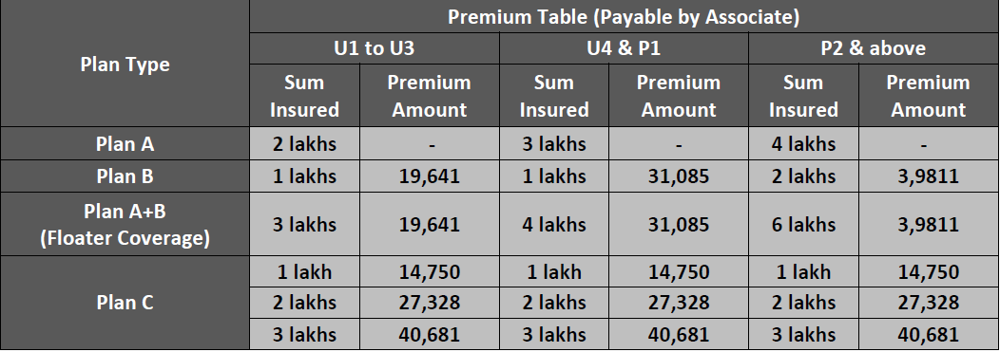 Premium Table (Payable by Associate)
Plan Type
U1 to U3 U4 & P1 P2 & above
Sum Insured Premium Amount Sum Insured Premium Amount Sum Insured Premium Amount
Plan A 2 lakhs - 3 lakhs - 4 lakhs -
Plan B 1 lakhs 19,641 1 lakhs 31,085 2 lakhs 3,9811
Plan A+B
(Floater Coverage) 3 lakhs 19,641 4 lakhs 31,085 6 lakhs 3,9811
Plan C
1 lakh 14,750 1 lakh 14,750 1 lakh 14,750
2 lakhs 27,328 2 lakhs 27,328 2 lakhs 27,328
3 lakhs 40,681 3 lakhs 40,681 3 lakhs 40,681